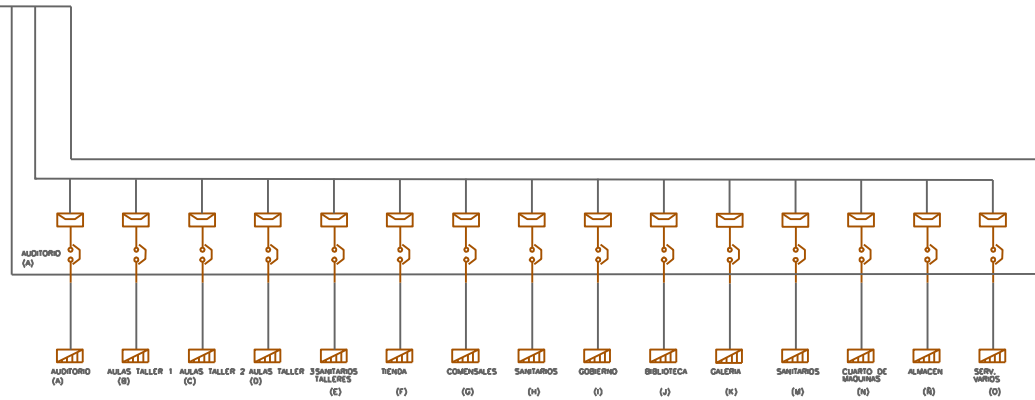 AUDITORIO
(A)
AUDITORIO
(A)
AULAS TALLER 1
(B)
AULAS TALLER 2
(C)
AULAS TALLER 3
(D)
SANITARIOS
TALLERES
(E)
TIENDA
(F)
COMENSALES
(G)
SANITARIOS
(H)
GOBIERNO
(I)
BIBLIOTECA
(J)
GALERIA
(K)
SANITARIOS
(M)
CUARTO DE
MAQUINAS
(N)
ALMACEN
(Ñ)
SERV.
VARIOS
(O)